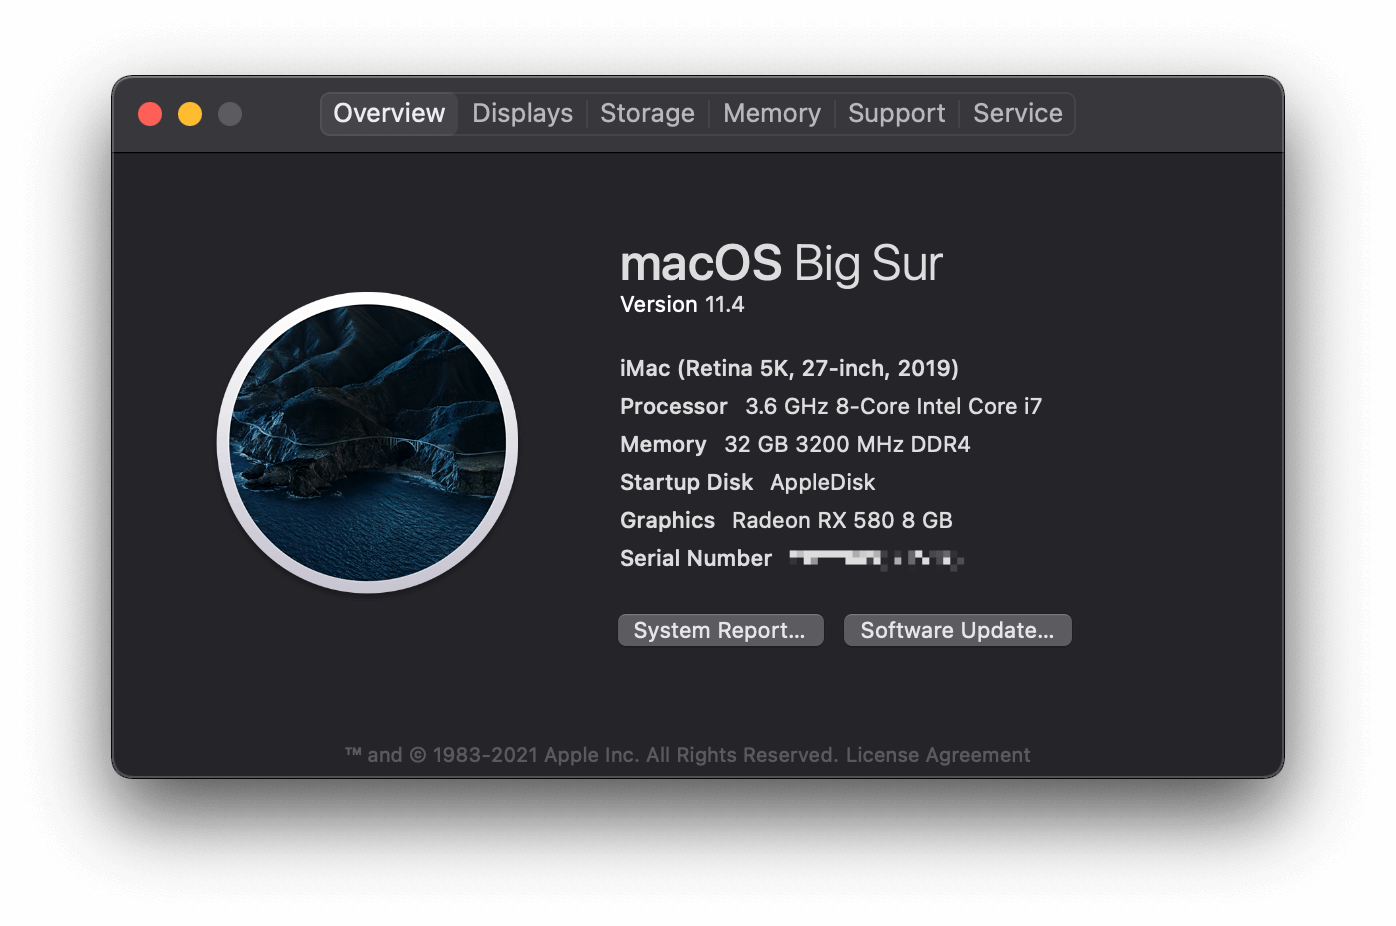 Overview Displays Storage Memory Support Service
macOS Big Sur
Version 11.4
iMac (Retina 5K, 27-inch, 2019)
Processor 3.6 GHz 8-Core Intel Core i7
Memory 32 GB 3200 MHz DDR4
Startup Disk AppleDisk
Graphics Radeon RX 580 8 GB
Serial Number
System Report... Software Update...
™ and © 1983-2021 Apple Inc. All Rights Reserved. License Agreement